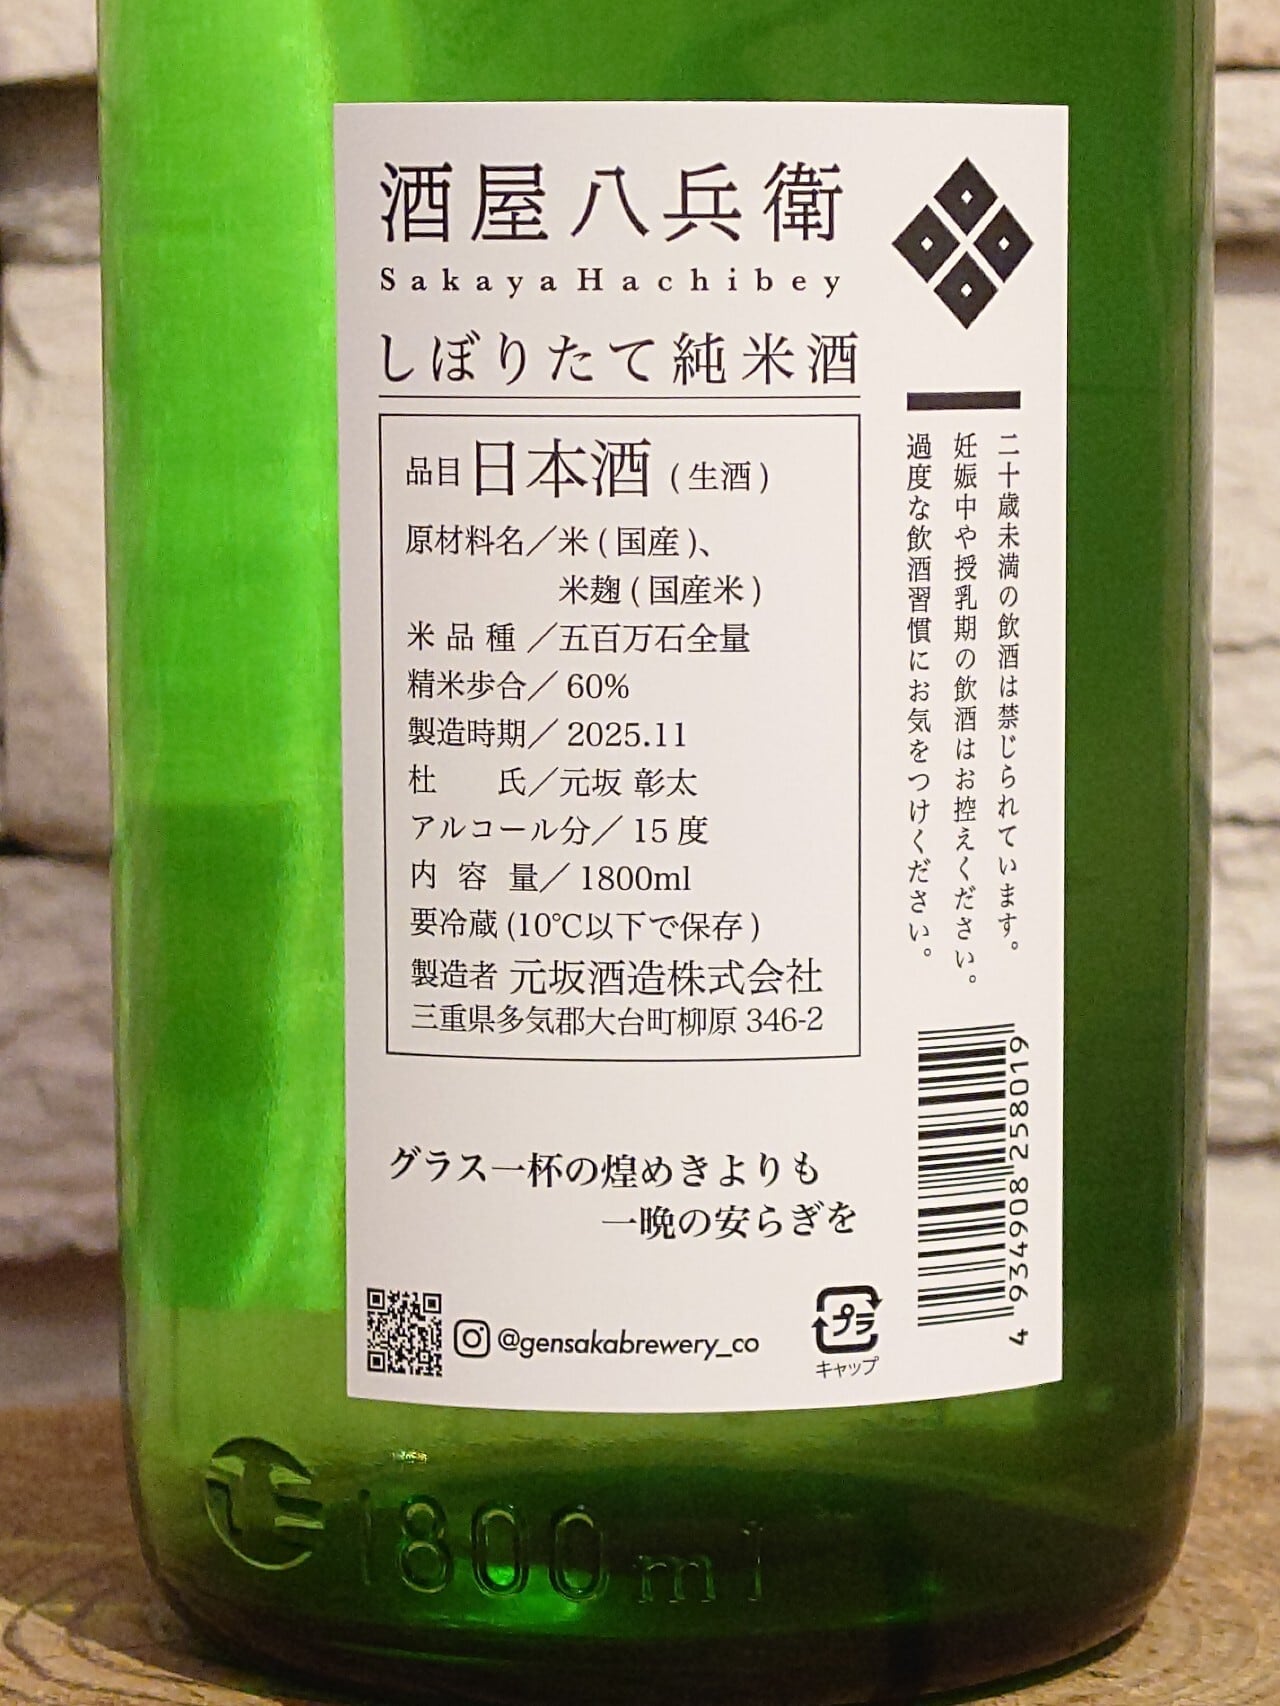 酒屋八兵衛
SakayaHachibey
しぼりたて純米酒
品目 日本酒 (生酒)
原材料名／米(国産)、
米麹(国産米)
米品種／五百万石全量
精米歩合／60%
製造時期／2025.11
杜　氏／元坂 彰太
アルコール分／15度
内容量／1800ml
要冷蔵(10℃以下で保存)
製造者 元坂酒造株式会社
三重県多気郡大台町柳原346-2
二十歳未満の飲酒は禁じられています。
妊娠中や授乳期の飲酒はお控えください。
過度な飲酒習慣にお気をつけください。
4 934908 258019
グラス一杯の煌めきよりも
一晩の安らぎを
@gensakabrewery_co
プラ
キャップ
1800ml